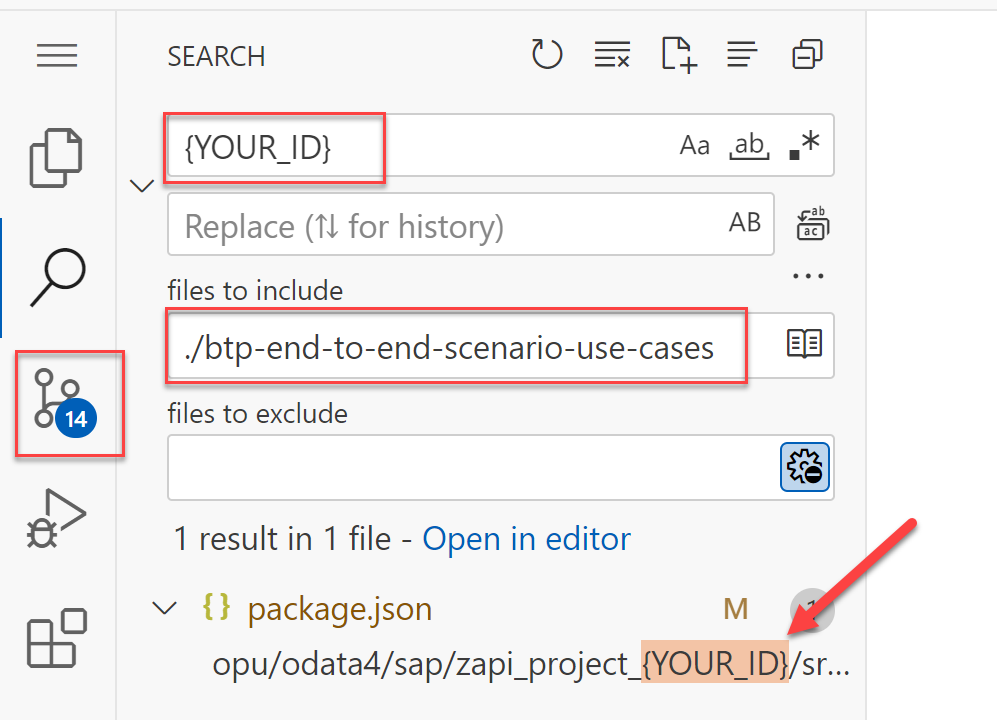 SEARCH
{YOUR_ID}
Aa
ab
.*
Replace (⇅ for history)
AB
ab
ac
...
files to include
./btp-end-to-end-scenario-use-cases
14
files to exclude
1 result in 1 file - Open in editor
{} package.json M
opu/odata4/sap/zapi_project_{YOUR_ID}/sr...